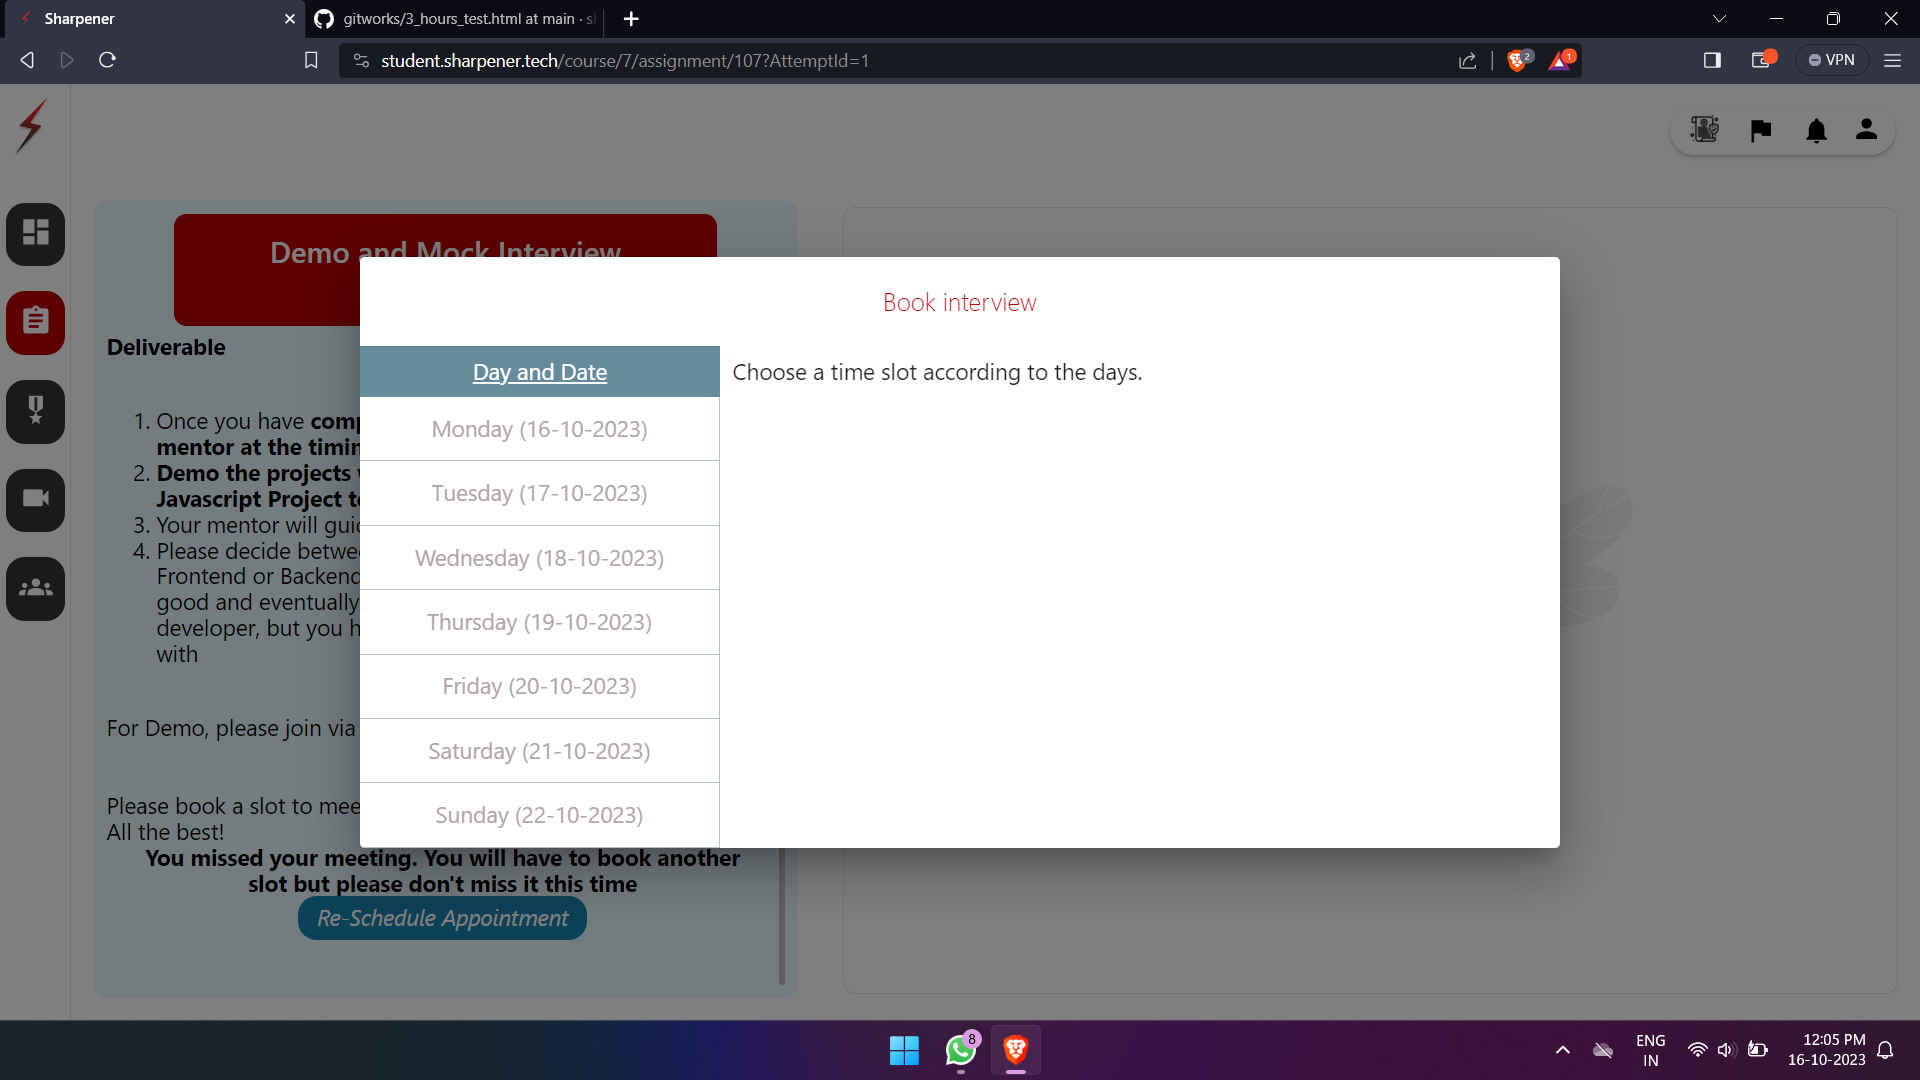 Sharpener
gitworks/3_hours_test.html at main · sh
student.sharpener.tech/course/7/assignment/107?AttemptId=1
2
1
VPN
Demo and Mock Interview
Deliverable
1. Once you have comp
mentor at the timin
2. Demo the projects
Javascript Project to
3. Your mentor will guid
4. Please decide betwee
Frontend or Backend
good and eventually
developer, but you h
with
For Demo, please join via
Please book a slot to mee
All the best!
You missed your meeting. You will have to book another
slot but please don't miss it this time
Re-Schedule Appointment
Book interview
Day and Date
Choose a time slot according to the days.
Monday (16-10-2023)
Tuesday (17-10-2023)
Wednesday (18-10-2023)
Thursday (19-10-2023)
Friday (20-10-2023)
Saturday (21-10-2023)
Sunday (22-10-2023)
8
ENG
IN
12:05 PM
16-10-2023